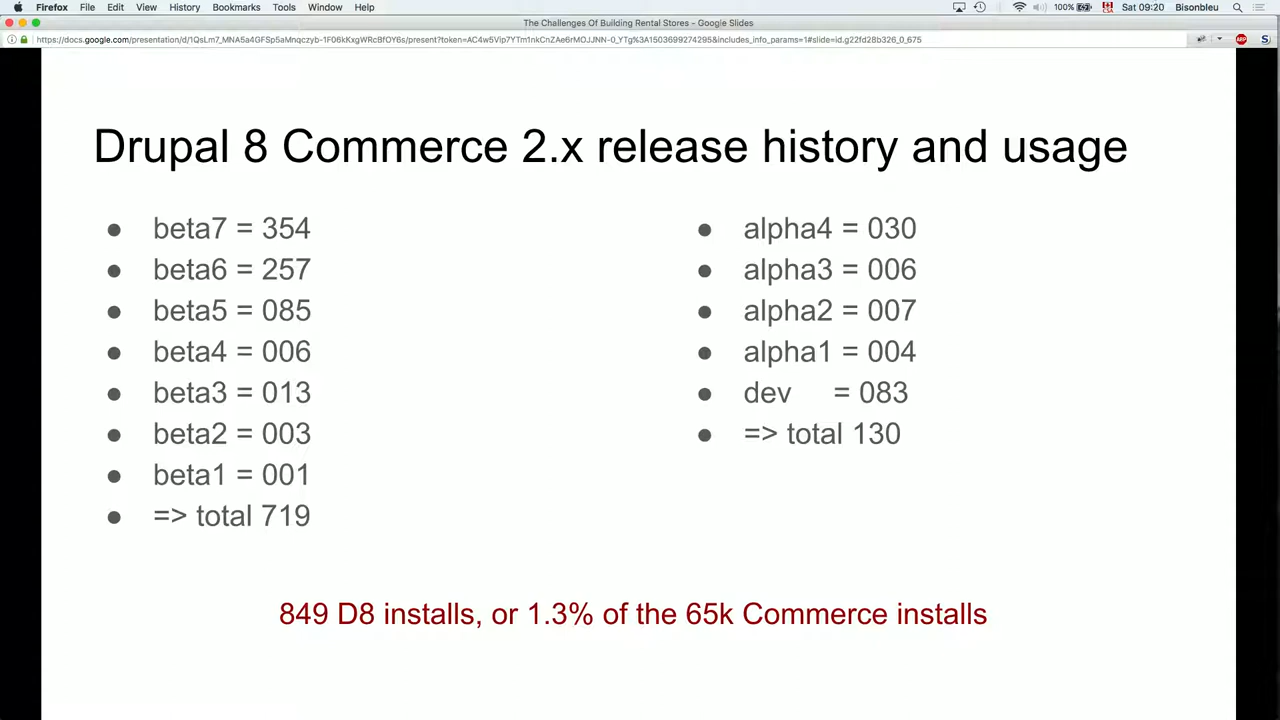 Firefox File Edit View History Bookmarks Tools Window Help 100% Sat 09:20 Bisonbleu
The Challenges Of Building Rental Stores - Google Slides
Drupal 8 Commerce 2.x release history and usage
● beta7 = 354
● beta6 = 257
● beta5 = 085
● beta4 = 006
● beta3 = 013
● beta2 = 003
● beta1 = 001
● => total 719
● alpha4 = 030
● alpha3 = 006
● alpha2 = 007
● alpha1 = 004
● dev = 083
● => total 130
849 D8 installs, or 1.3% of the 65k Commerce installs